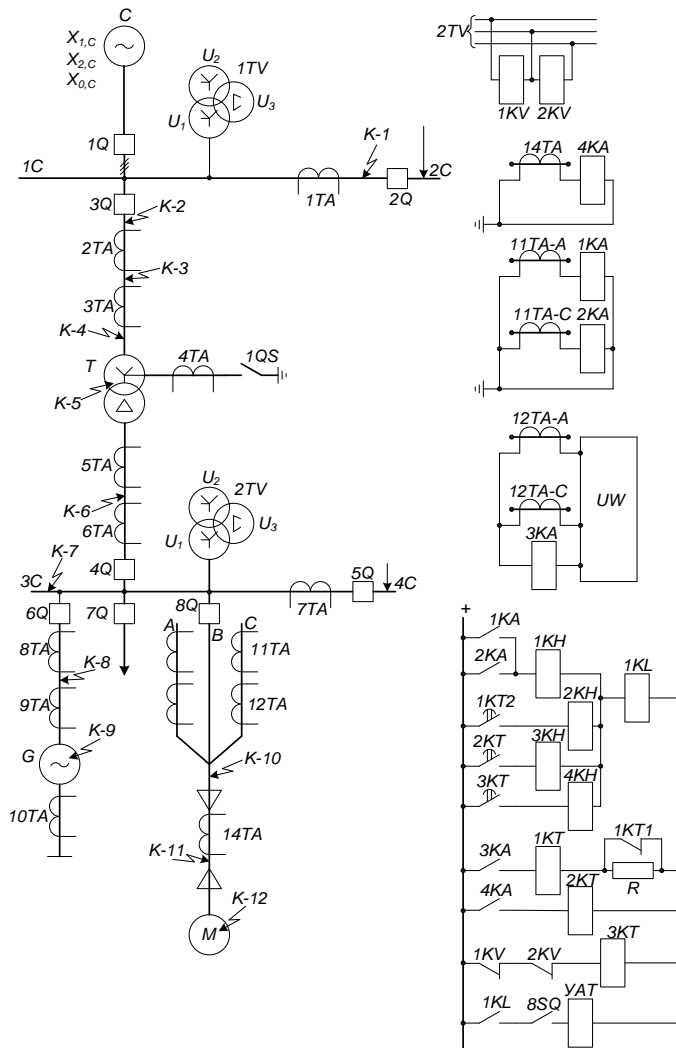 C
X1,C
X2,C
X0,C
1Q
U2
1TV
U1
U3
K-1
1C
2C
1TA
2Q
3Q
K-2
2TA
K-3
3TA
K-4
T
4TA
1QS
K-5
5TA
K-6
6TA
U2
2TV
U1
U3
K-7
4Q
3C
5Q
4C
7TA
6Q
7Q
8Q
A
B
C
8TA
K-8
9TA
11TA
12TA
K-9
G
10TA
K-10
14TA
K-11
K-12
M
2TV
1KV
2KV
14TA
4KA
11TA-A
1KA
11TA-C
2KA
12TA-A
12TA-C
UW
3KA
+
1KA
1KH
2KA
1KL
1KT2
2KH
2KT
3KH
3KT
4KH
3KA
1KT
1KT1
R
4KA
2KT
1KV
2KV
3KT
1KL
8SQ
УАТ